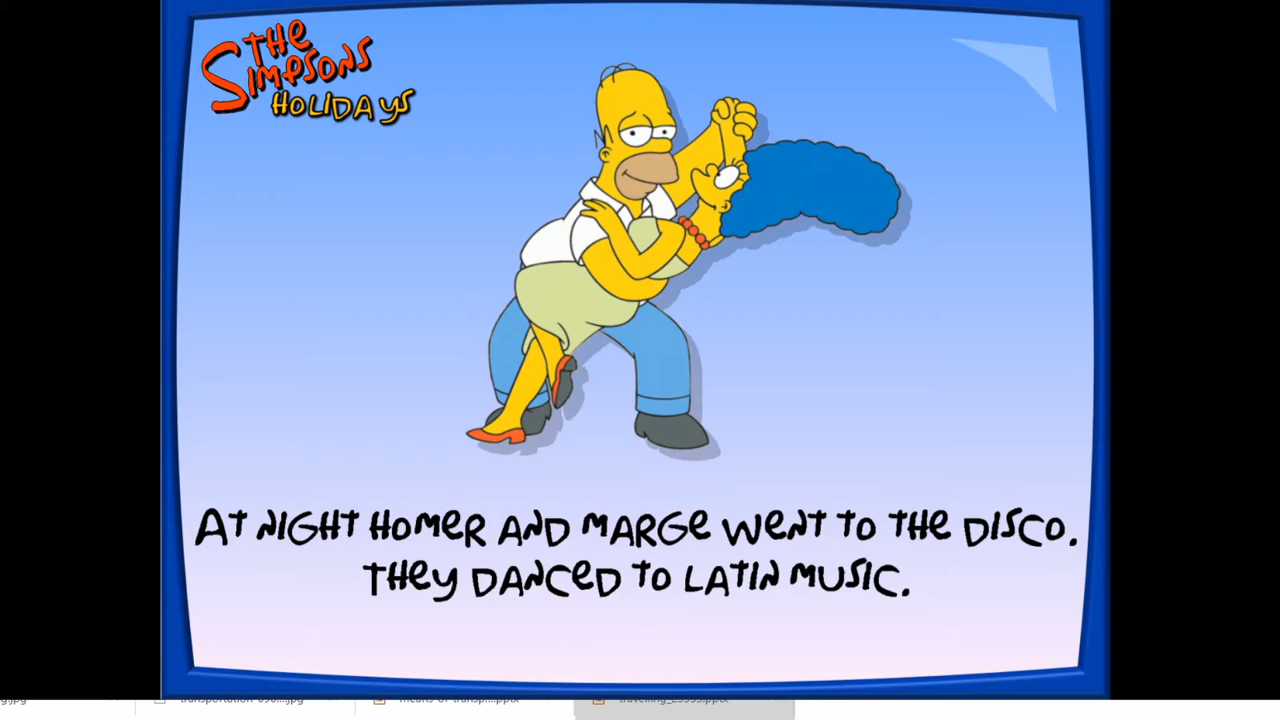 The
Simpsons
Holidays
At night Homer and Marge went to the disco.
They danced to Latin music.